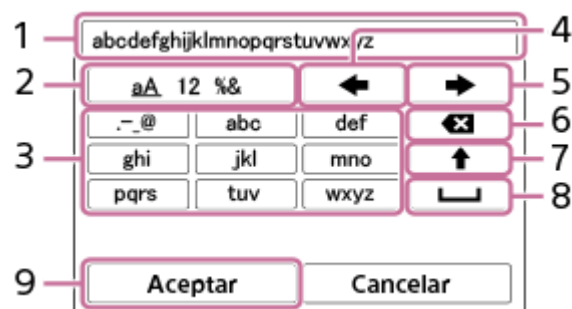 1 abcdefghijklmnopqrstuvwxyz 4
2 aA 12 %& 5
.-_@ abc def 6
3 ghi jkl mno 7
pqrs tuv wxyz 8
9 Aceptar Cancelar